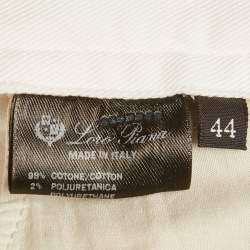 Loro Piana
MADE IN ITALY
44
98% COTONE/COTTON
2% POLIURETANICA
POLYURETHANE